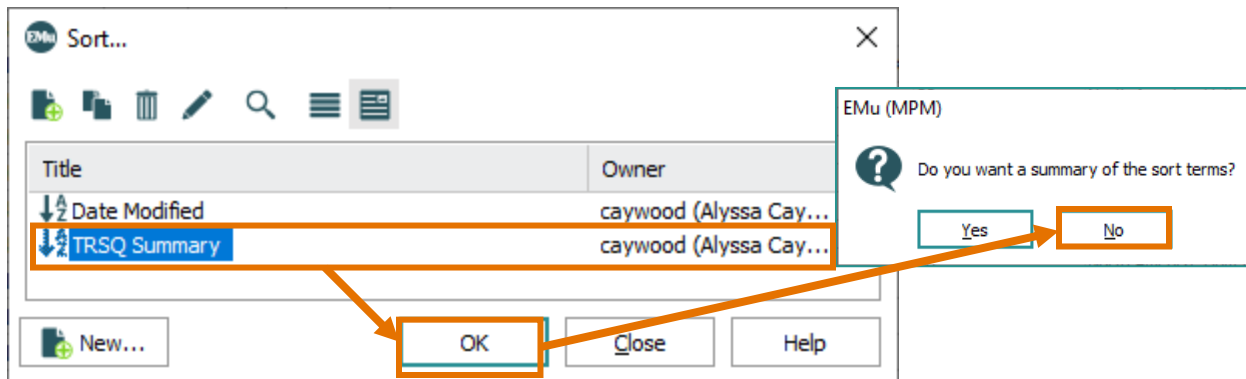 EMu Sort...
Title Owner
Date Modified caywood (Alyssa Cay...
TRSQ Summary caywood (Alyssa Cay...
New... OK Close Help
EMu (MPM)
Do you want a summary of the sort terms?
Yes No